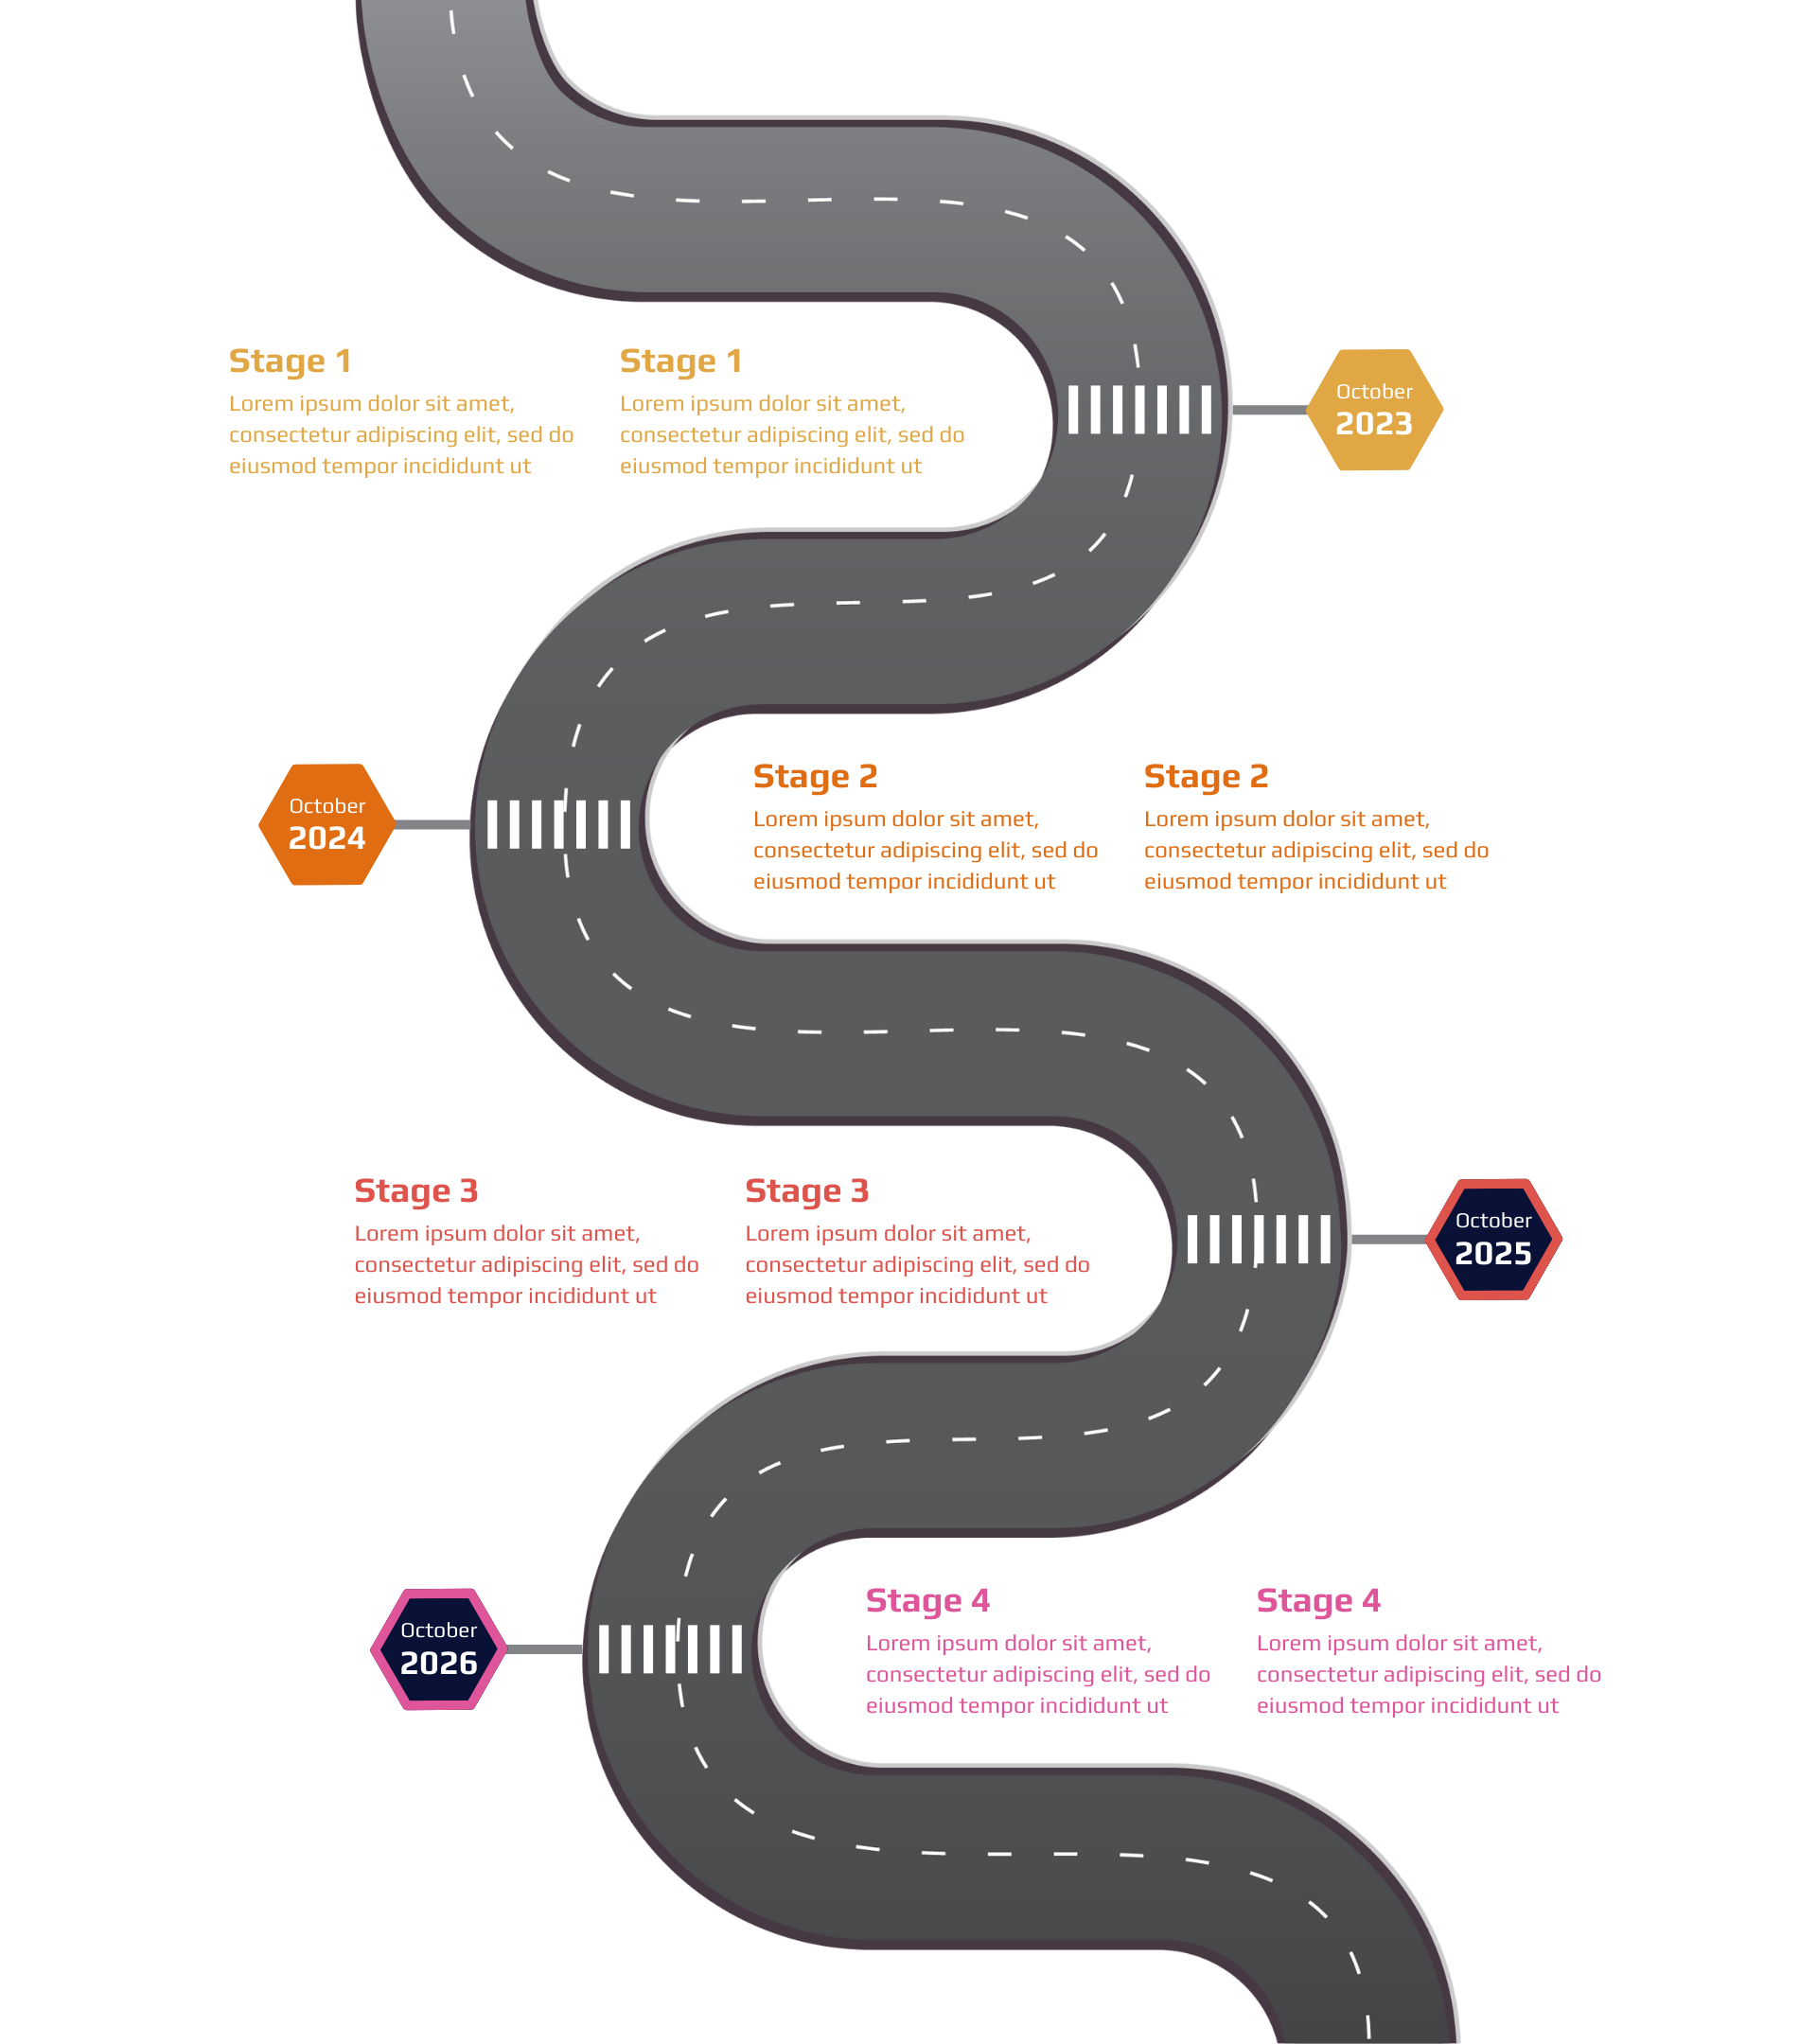 Stage 1
Lorem ipsum dolor sit amet,
consectetur adipiscing elit, sed do
eiusmod tempor incididunt ut
Stage 1
Lorem ipsum dolor sit amet,
consectetur adipiscing elit, sed do
eiusmod tempor incididunt ut
October
2023
October
2024
Stage 2
Lorem ipsum dolor sit amet,
consectetur adipiscing elit, sed do
eiusmod tempor incididunt ut
Stage 2
Lorem ipsum dolor sit amet,
consectetur adipiscing elit, sed do
eiusmod tempor incididunt ut
Stage 3
Lorem ipsum dolor sit amet,
consectetur adipiscing elit, sed do
eiusmod tempor incididunt ut
Stage 3
Lorem ipsum dolor sit amet,
consectetur adipiscing elit, sed do
eiusmod tempor incididunt ut
October
2025
October
2026
Stage 4
Lorem ipsum dolor sit amet,
consectetur adipiscing elit, sed do
eiusmod tempor incididunt ut
Stage 4
Lorem ipsum dolor sit amet,
consectetur adipiscing elit, sed do
eiusmod tempor incididunt ut